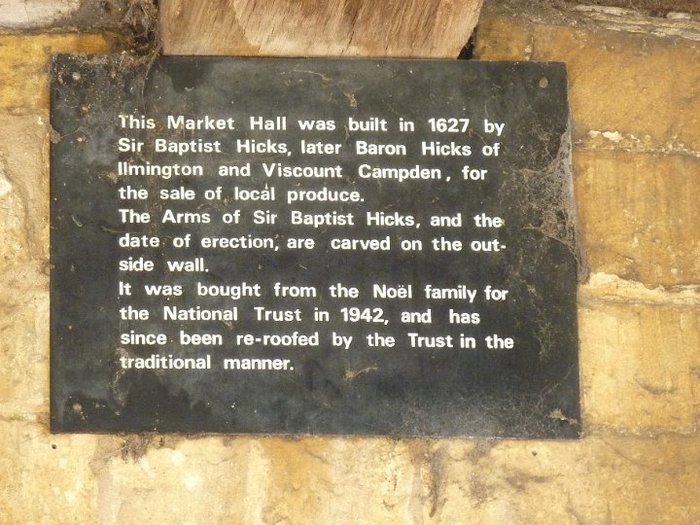 This Market Hall was built in 1627 by
Sir Baptist Hicks, later Baron Hicks of
Ilmington and Viscount Campden, for
the sale of local produce.
The Arms of Sir Baptist Hicks, and the
date of erection, are carved on the out-
side wall.
It was bought from the Noël family for
the National Trust in 1942, and has
since been re-roofed by the Trust in the
traditional manner.